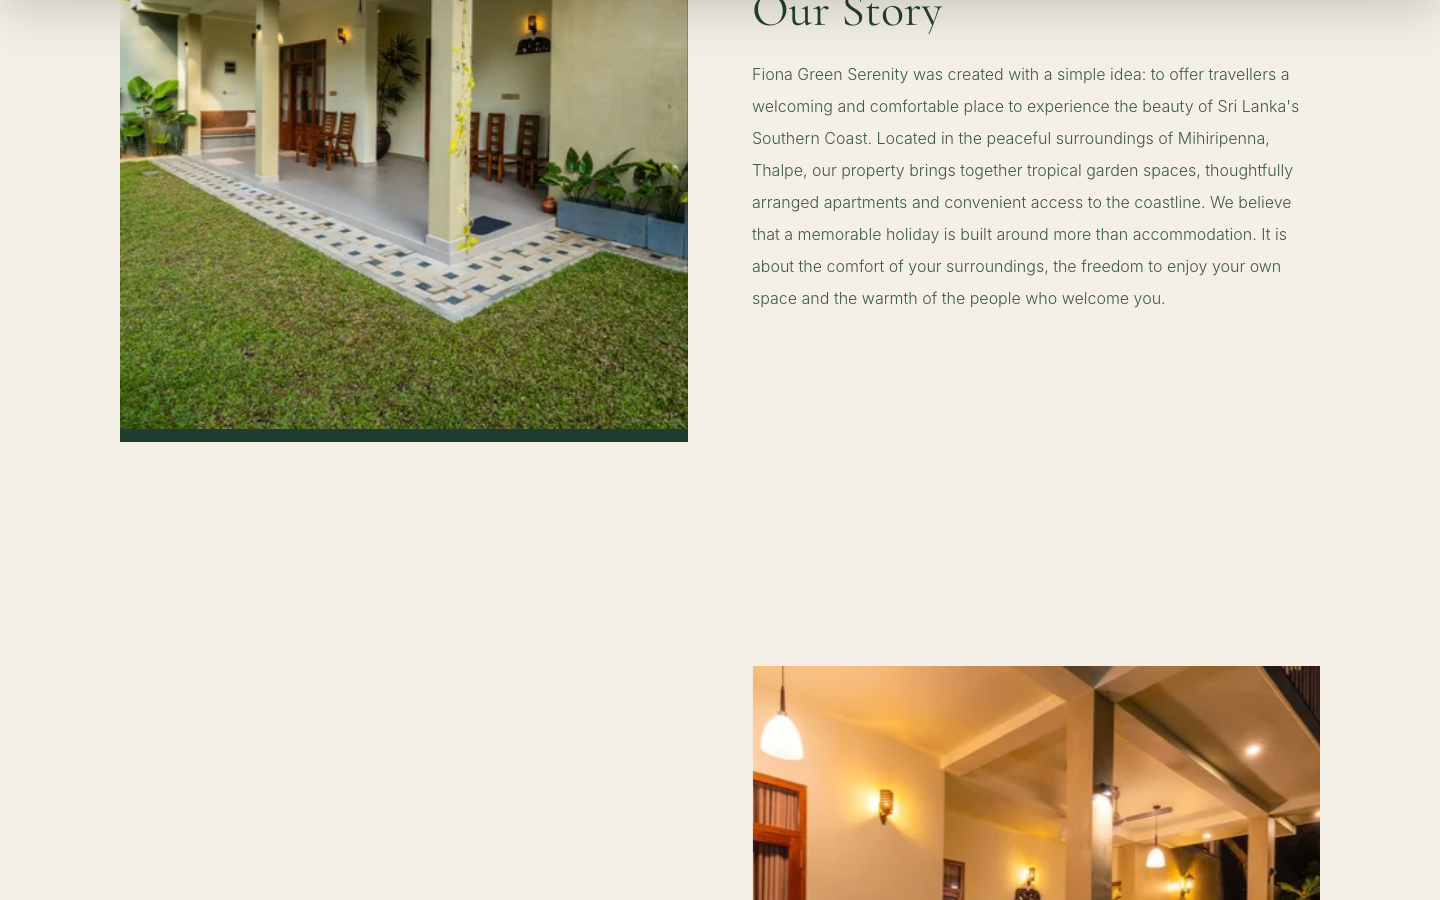 Our Story
Fiona Green Serenity was created with a simple idea: to offer travellers a
welcoming and comfortable place to experience the beauty of Sri Lanka's
Southern Coast. Located in the peaceful surroundings of Mihiripenna,
Thalpe, our property brings together tropical garden spaces, thoughtfully
arranged apartments and convenient access to the coastline. We believe
that a memorable holiday is built around more than accommodation. It is
about the comfort of your surroundings, the freedom to enjoy your own
space and the warmth of the people who welcome you.